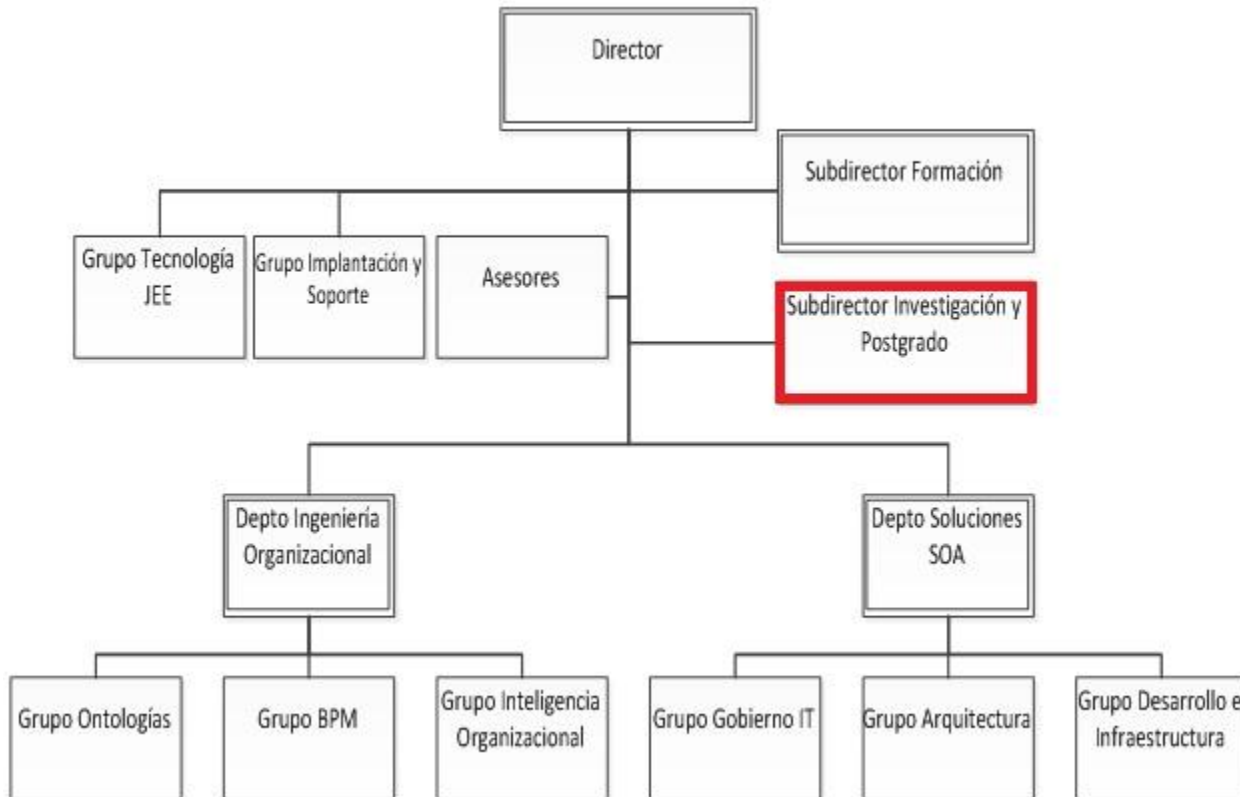 Director
Subdirector Formación
Grupo Tecnología
JEE
Grupo Implantación y
Soporte
Asesores
Subdirector Investigación y
Postgrado
Depto Ingeniería
Organizacional
Depto Soluciones
SOA
Grupo Ontologías
Grupo BPM
Grupo Inteligencia
Organizacional
Grupo Gobierno IT
Grupo Arquitectura
Grupo Desarrollo e
Infraestructura